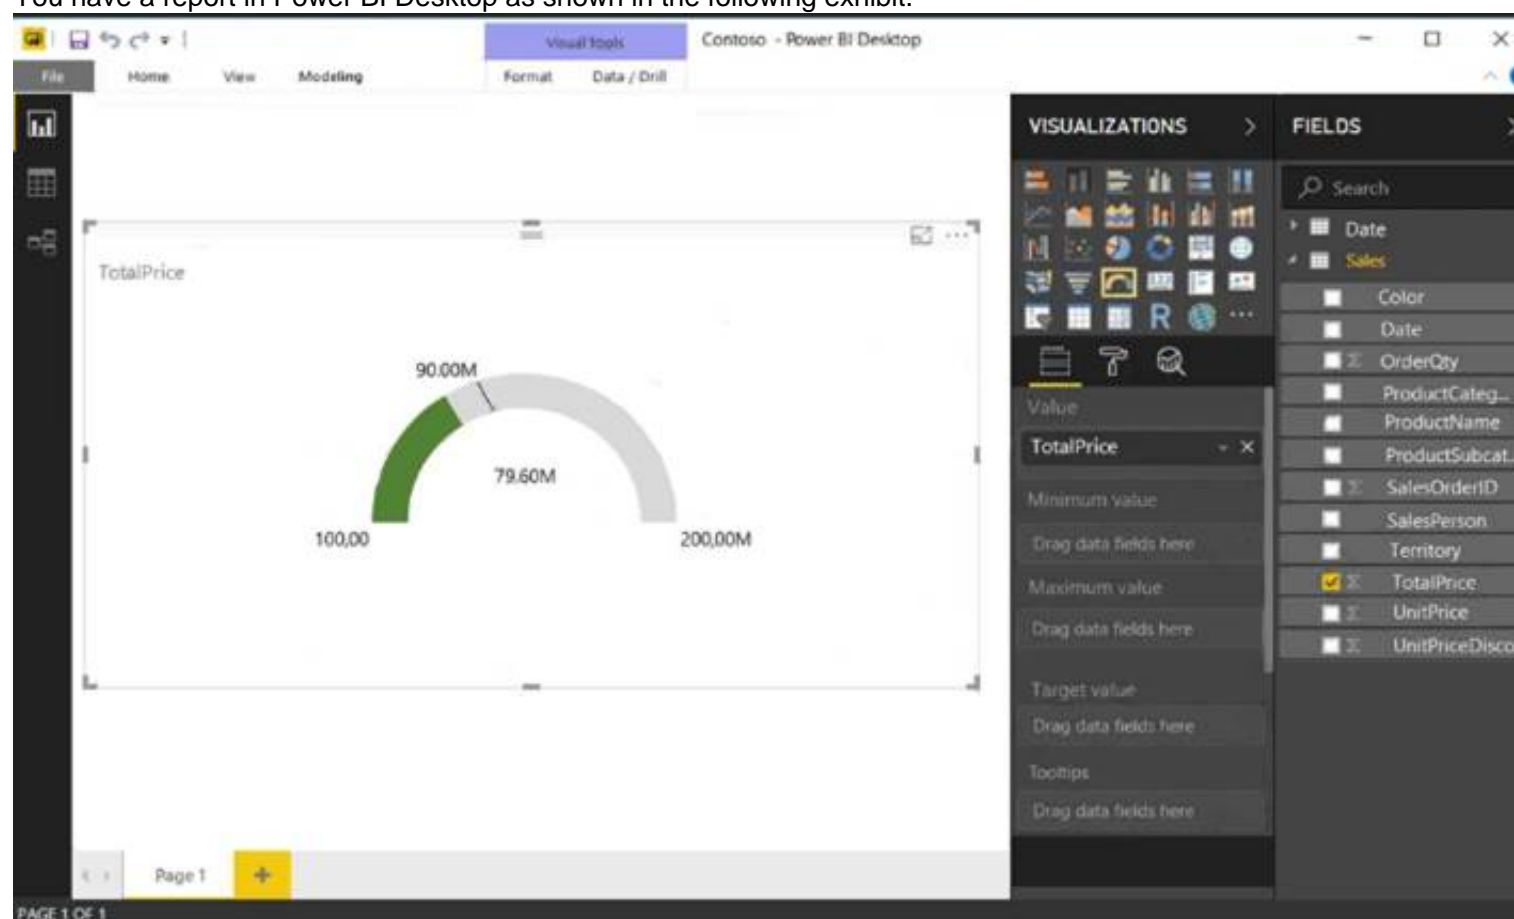 You have a report in Power BI Desktop as shown in the following exhibit.
Visual Tools
Contoso - Power BI Desktop
File Home View Modeling Format Data / Drill
VISUALIZATIONS
FIELDS
Search
Date
Sales
Color
Date
OrderQty
ProductCateg...
ProductName
ProductSubcat..
SalesOrderID
SalesPerson
Territory
TotalPrice
UnitPrice
UnitPriceDisco
R
Value
TotalPrice
Minimum value
Drag data fields here
Maximum value
Drag data fields here
Target value
Drag data fields here
Tooltips
Drag data fields here
TotalPrice
90.00M
79.60M
100,00
200,00M
Page 1
PAGE 1 OF 1